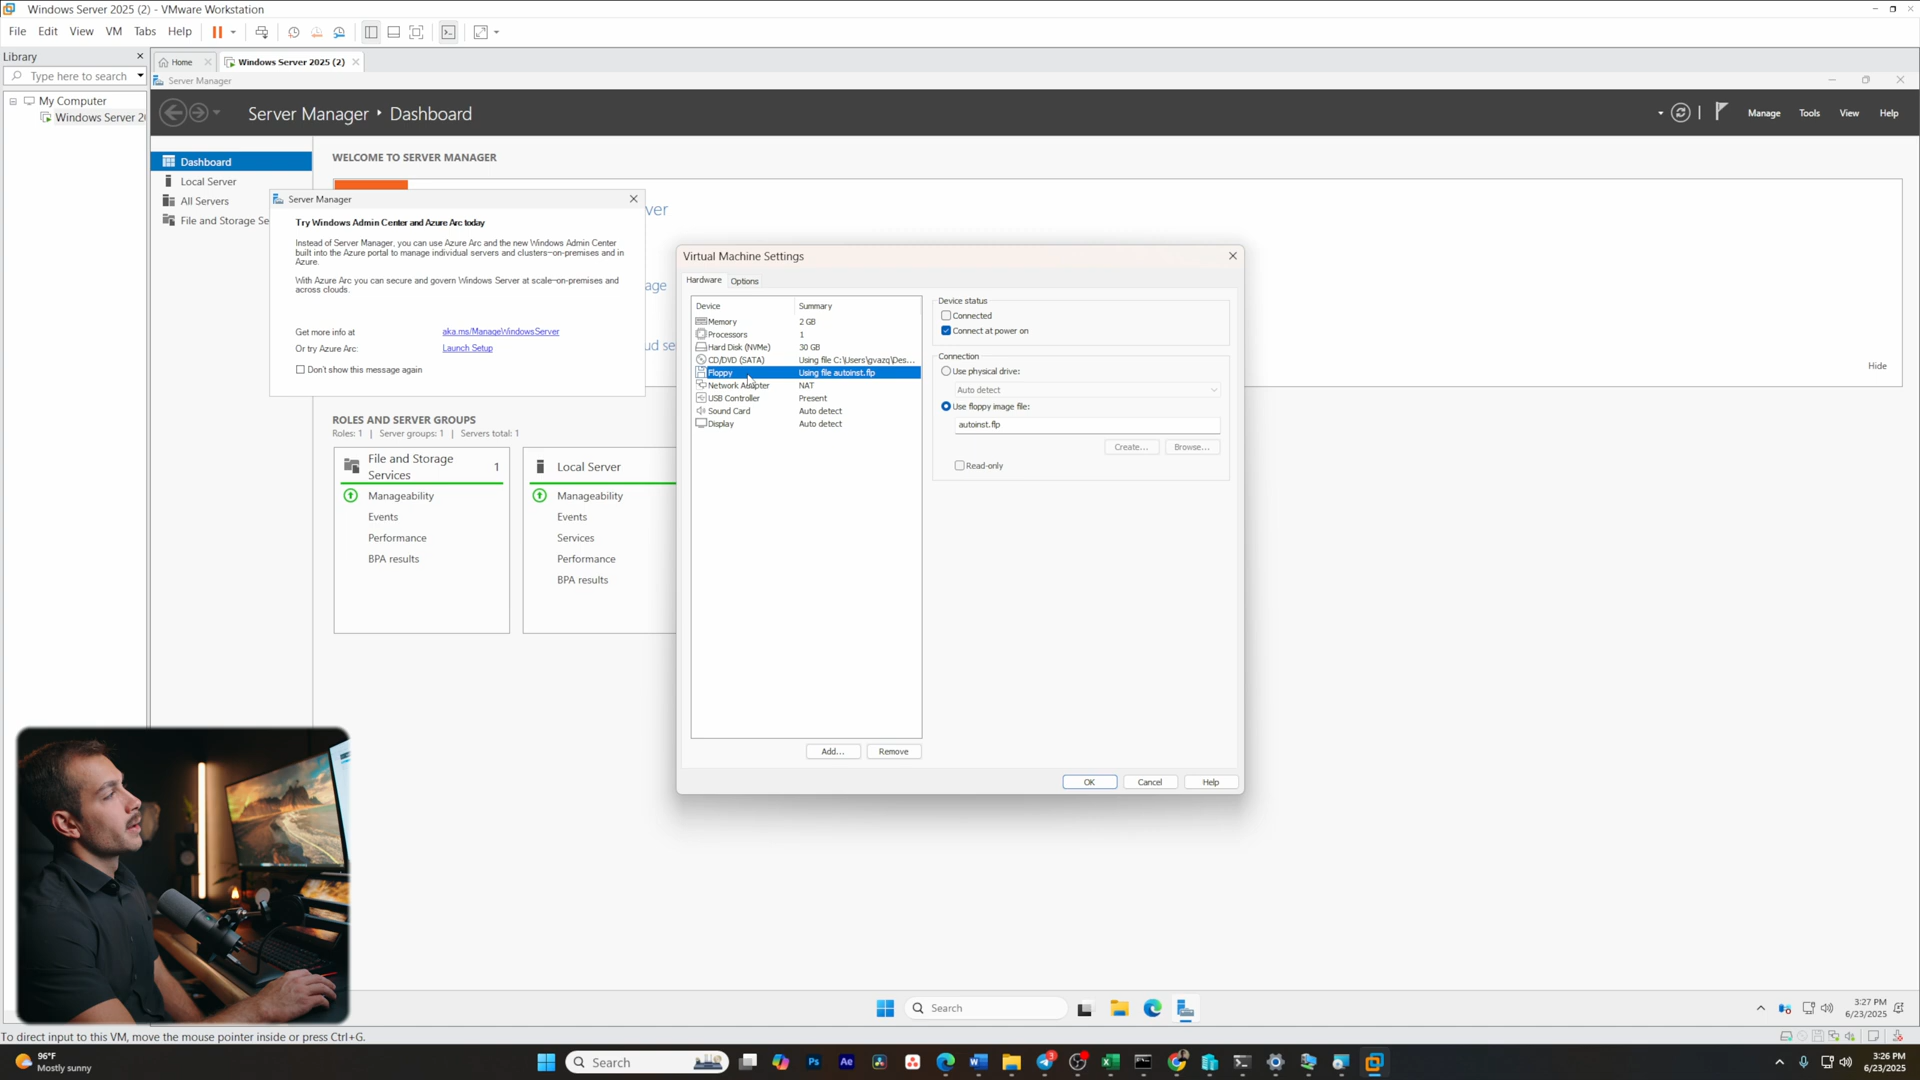 Windows Server 2025 (2) - VMware Workstation
File Edit View VM Tabs Help
Library
Type here to search
My Computer
Windows Server 20
Home
Windows Server 2025 (2)
Server Manager
Server Manager ‣ Dashboard
Manage Tools View Help
Dashboard
Local Server
All Servers
File and Storage Se
WELCOME TO SERVER MANAGER
ver
age
ud se
Hide
Server Manager
Try Windows Admin Center and Azure Arc today
Instead of Server Manager, you can use Azure Arc and the new Windows Admin Center
built into the Azure portal to manage individual servers and clusters–on-premises and in
Azure.
With Azure Arc you can secure and govern Windows Server at scale–on-premises and
across clouds.
Get more info at aka.ms/ManageWindowsServer
Or try Azure Arc: Launch Setup
Don't show this message again
ROLES AND SERVER GROUPS
Roles: 1 | Server groups: 1 | Servers total: 1
File and Storage
Services
1
Manageability
Events
Performance
BPA results
Local Server
Manageability
Events
Services
Performance
BPA results
Virtual Machine Settings
Hardware Options
Device Summary
Memory 2 GB
Processors 1
Hard Disk (NVMe) 30 GB
CD/DVD (SATA) Using file C:\Users\gvazq\Des...
Floppy Using file autoinst.flp
Network Adapter NAT
USB Controller Present
Sound Card Auto detect
Display Auto detect
Add... Remove
Device status
Connected
Connect at power on
Connection
Use physical drive:
Auto detect
Use floppy image file:
autoinst.flp
Create... Browse...
Read-only
OK Cancel Help
Search
3:27 PM
6/23/2025
To direct input to this VM, move the mouse pointer inside or press Ctrl+G.
96°F
Mostly sunny
Search
Ps
Ae
3
3:26 PM
6/23/2025